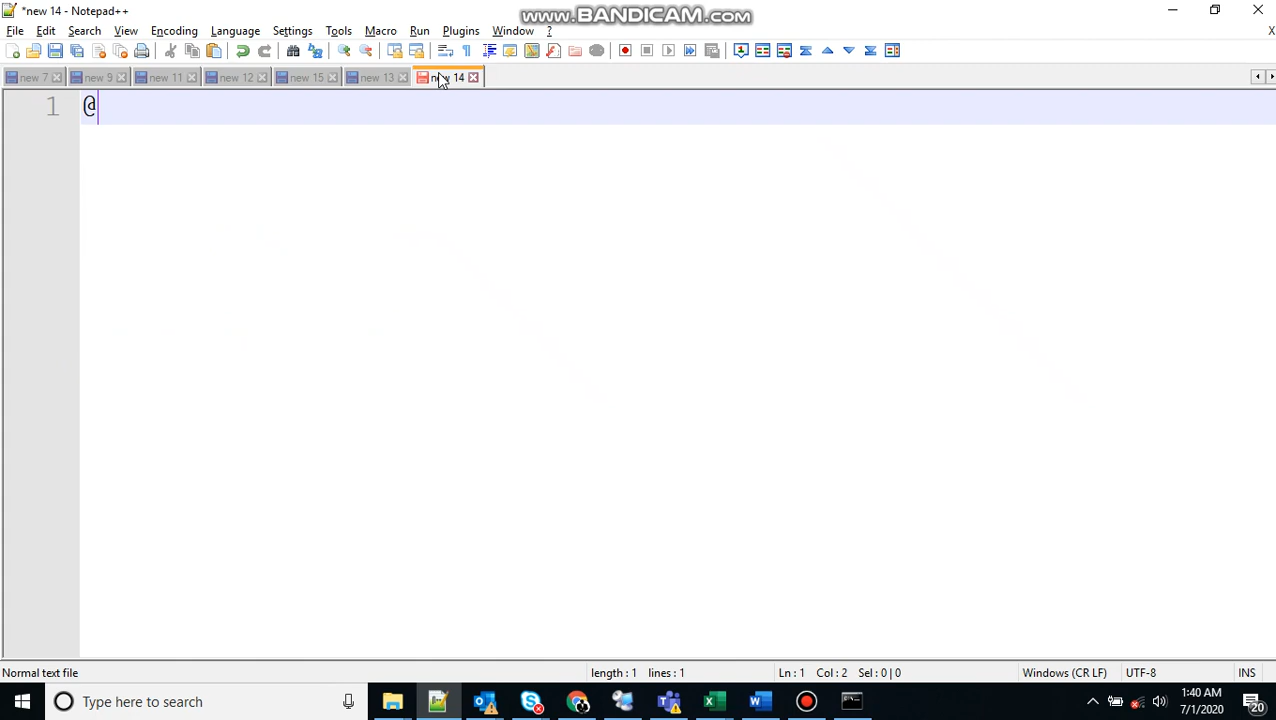 *new 14 - Notepad++
www.BANDICAM.com
File Edit Search View Encoding Language Settings Tools Macro Run Plugins Window ? X
new 7 new 9 new 11 new 12 new 15 new 13 new 14
1 @
Normal text file length : 1 lines : 1 Ln : 1 Col : 2 Sel : 0 | 0 Windows (CR LF) UTF-8 INS
Type here to search
1:40 AM
7/1/2020
20